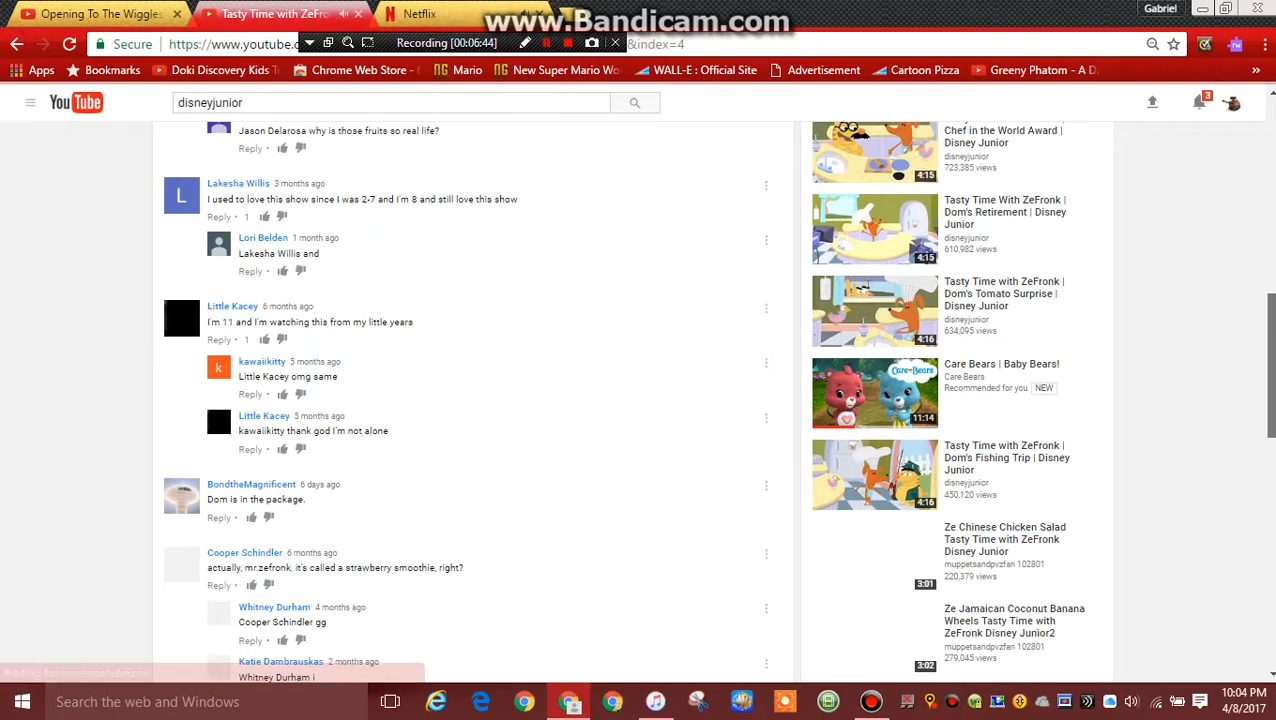 Opening To The Wiggles
Tasty Time with ZeFro
Netflix
www.Bandicam.com
Gabriel
Secure
https://www.youtube.c
Recording [00:06:44]
&index=4
Apps
Bookmarks
Doki Discovery Kids
Chrome Web Store -
Mario
New Super Mario Wo
WALL-E : Official Site
Advertisement
Cartoon Pizza
Greeny Phatom - A D
YouTube
disneyjunior
3
Jason Delarosa why is those fruits so real life?
Reply
Lakesha Willis 3 months ago
L
I used to love this show since I was 2-7 and I'm 8 and still love this show
Reply · 1
Lori Belden 1 month ago
Lakesha Willis and
Reply ·
Little Kacey 6 months ago
I'm 11 and I'm watching this from my little years
Reply · 1
kawaiikitty 5 months ago
k
Little Kacey omg same
Reply ·
Little Kacey 5 months ago
kawaiikitty thank god I'm not alone
Reply ·
BondtheMagnificent 6 days ago
Dom is in the package.
Reply ·
Cooper Schindler 6 months ago
actually, mr.zefronk, it's called a strawberry smoothie, right?
Reply ·
Whitney Durham 4 months ago
Cooper Schindler gg
Reply ·
Katie Dambrauskas 2 months ago
Whitney Durham i
Chef in the World Award |
Disney Junior
disneyjunior
723,385 views
4:15
Tasty Time With ZeFronk |
Dom's Retirement | Disney
Junior
disneyjunior
610,982 views
4:15
Tasty Time with ZeFronk |
Dom's Tomato Surprise |
Disney Junior
disneyjunior
634,095 views
4:16
Care Bears | Baby Bears!
Care Bears
Recommended for you NEW
Care Bears
11:14
Tasty Time with ZeFronk |
Dom's Fishing Trip | Disney
Junior
disneyjunior
450,120 views
4:16
Ze Chinese Chicken Salad
Tasty Time with ZeFronk
Disney Junior
muppetsandpvzfan 102801
220,379 views
3:01
Ze Jamaican Coconut Banana
Wheels Tasty Time with
ZeFronk Disney Junior2
muppetsandpvzfan 102801
279,045 views
3:02
Search the web and Windows
10:04 PM
4/8/2017